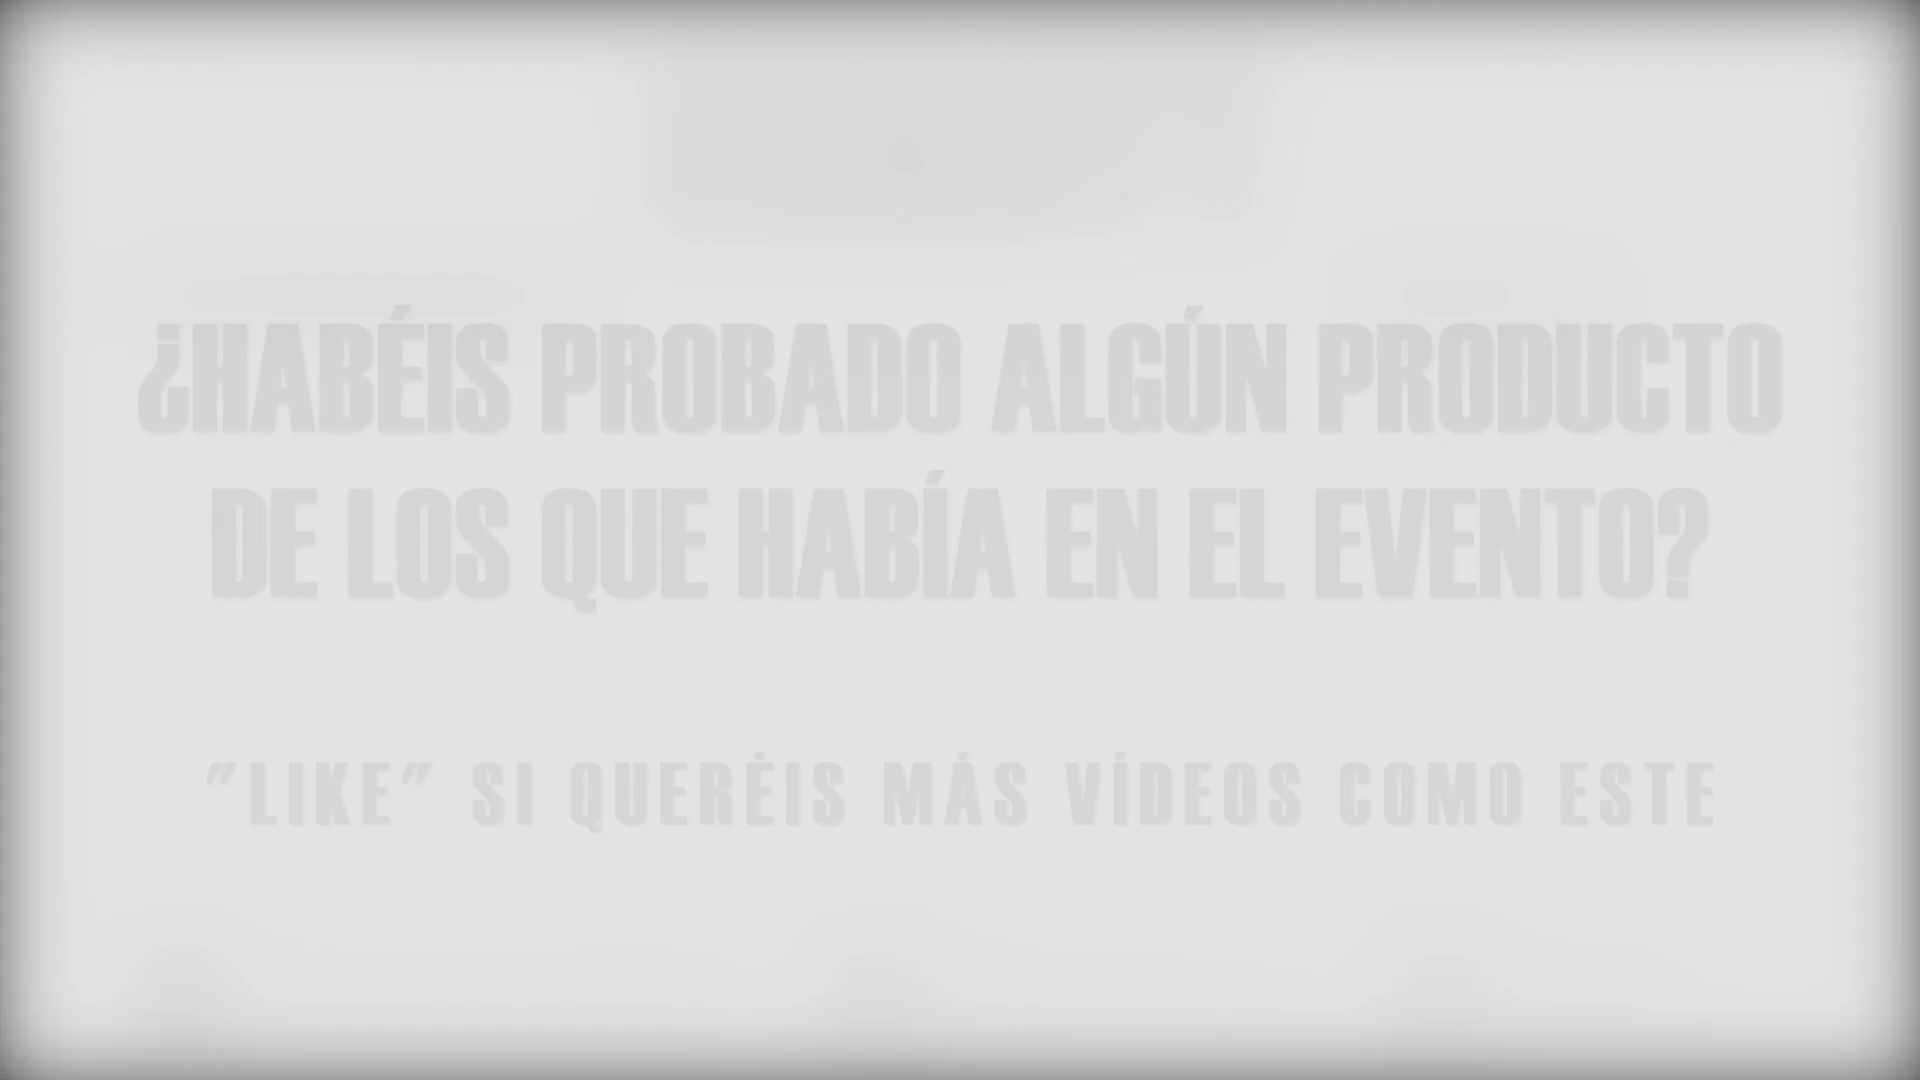 ¿HABÉIS PROBADO ALGÚN PRODUCTO
DE LOS QUE HABÍA EN EL EVENTO?
"LIKE" SI QUERÉIS MÁS VÍDEOS COMO ESTE